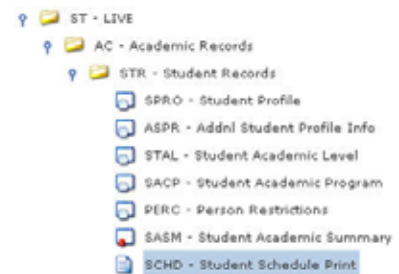 ST - LIVE
AC - Academic Records
STR - Student Records
SPRO - Student Profile
ASPR - Addnl Student Profile Info
STAL - Student Academic Level
SACP - Student Academic Program
PERC - Person Restrictions
SASM - Student Academic Summary
SCHD - Student Schedule Print